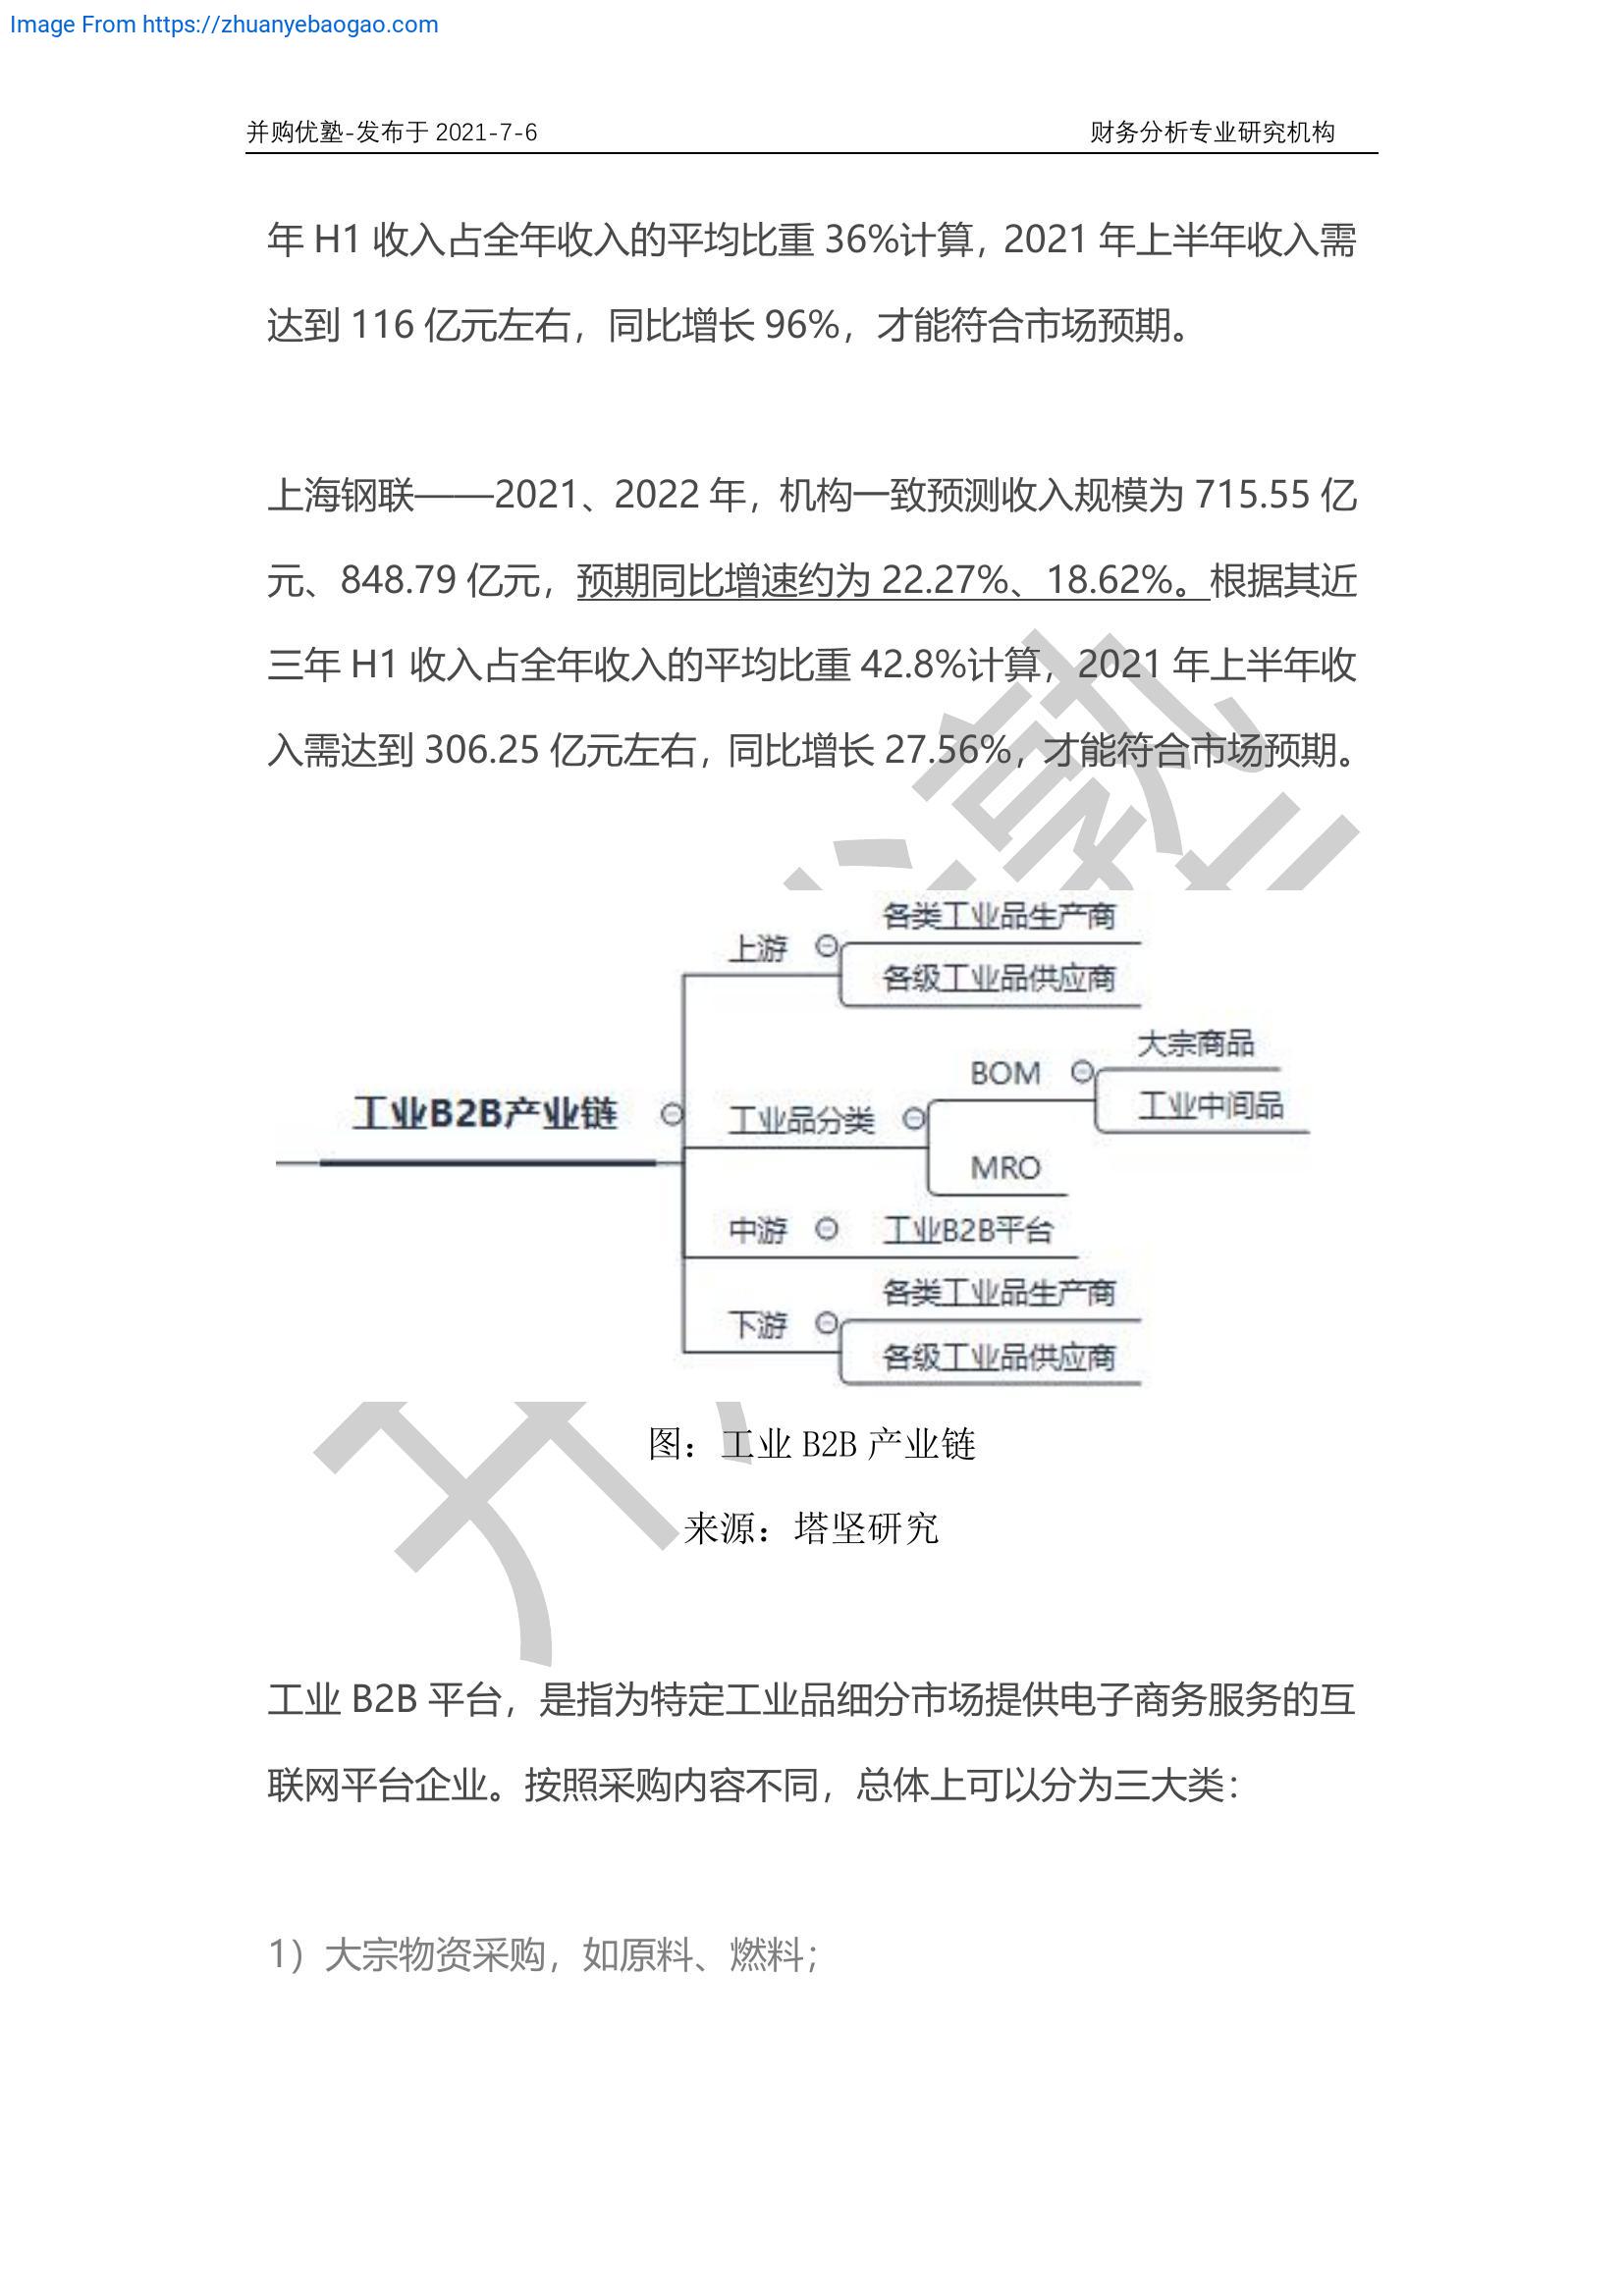 Image From https://zhuanyebaogao.com
并购优塾-发布于 2021-7-6 财务分析专业研究机构
年 H1 收入占全年收入的平均比重 36%计算，2021 年上半年收入需
达到 116 亿元左右，同比增长 96%，才能符合市场预期。
上海钢联——2021、2022 年，机构一致预测收入规模为 715.55 亿
元、848.79 亿元，预期同比增速约为 22.27%、18.62%。根据其近
三年 H1 收入占全年收入的平均比重 42.8%计算，2021 年上半年收
入需达到 306.25 亿元左右，同比增长 27.56%，才能符合市场预期。
工业B2B产业链
上游
各类工业品生产商
各级工业品供应商
工业品分类
BOM
大宗商品
工业中间品
MRO
中游
工业B2B平台
下游
各类工业品生产商
各级工业品供应商
图：工业 B2B 产业链
来源：塔坚研究
工业 B2B 平台，是指为特定工业品细分市场提供电子商务服务的互
联网平台企业。按照采购内容不同，总体上可以分为三大类：
1）大宗物资采购，如原料、燃料；